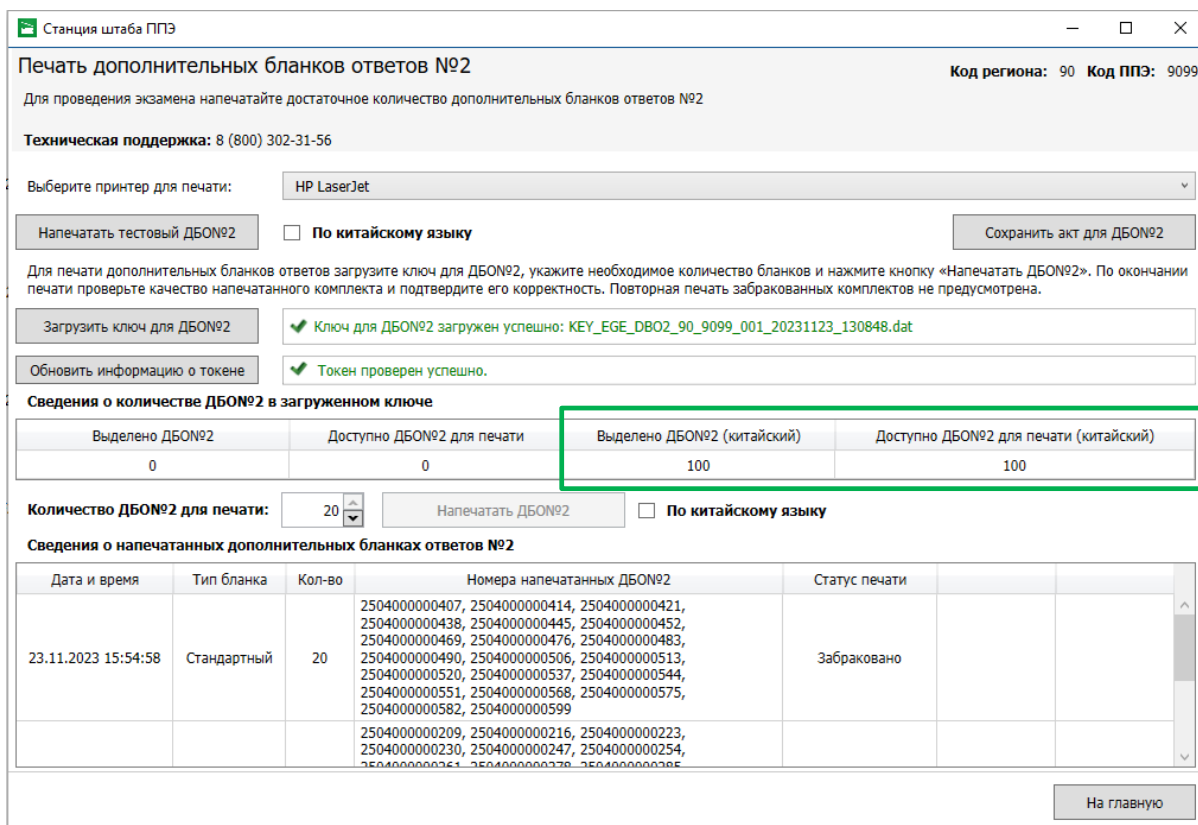 Станция штаба ППЭ
Печать дополнительных бланков ответов №2
Код региона: 90 Код ППЭ: 9099
Для проведения экзамена напечатайте достаточное количество дополнительных бланков ответов №2
Техническая поддержка: 8 (800) 302-31-56
Выберите принтер для печати:
HP LaserJet
Напечатать тестовый ДБО№2
По китайскому языку
Сохранить акт для ДБО№2
Для печати дополнительных бланков ответов загрузите ключ для ДБО№2, укажите необходимое количество бланков и нажмите кнопку «Напечатать ДБО№2». По окончании
печати проверьте качество напечатанного комплекта и подтвердите его корректность. Повторная печать забракованных комплектов не предусмотрена.
Загрузить ключ для ДБО№2
Ключ для ДБО№2 загружен успешно: KEY_EGE_DBO2_90_9099_001_20231123_130848.dat
Обновить информацию о токене
Токен проверен успешно.
Сведения о количестве ДБО№2 в загруженном ключе
Выделено ДБО№2 Доступно ДБО№2 для печати Выделено ДБО№2 (китайский) Доступно ДБО№2 для печати (китайский)
0 0 100 100
Количество ДБО№2 для печати: 20 Напечатать ДБО№2 По китайскому языку
Сведения о напечатанных дополнительных бланках ответов №2
Дата и время Тип бланка Кол-во Номера напечатанных ДБО№2 Статус печати
2504000000407, 2504000000414, 2504000000421,
2504000000438, 2504000000445, 2504000000452,
2504000000469, 2504000000476, 2504000000483,
23.11.2023 15:54:58 Стандартный 20 2504000000490, 2504000000506, 2504000000513, Забраковано
2504000000520, 2504000000537, 2504000000544,
2504000000551, 2504000000568, 2504000000575,
2504000000582, 2504000000599
2504000000209, 2504000000216, 2504000000223,
2504000000230, 2504000000247, 2504000000254,
2504000000261, 2504000000278, 2504000000285,
На главную